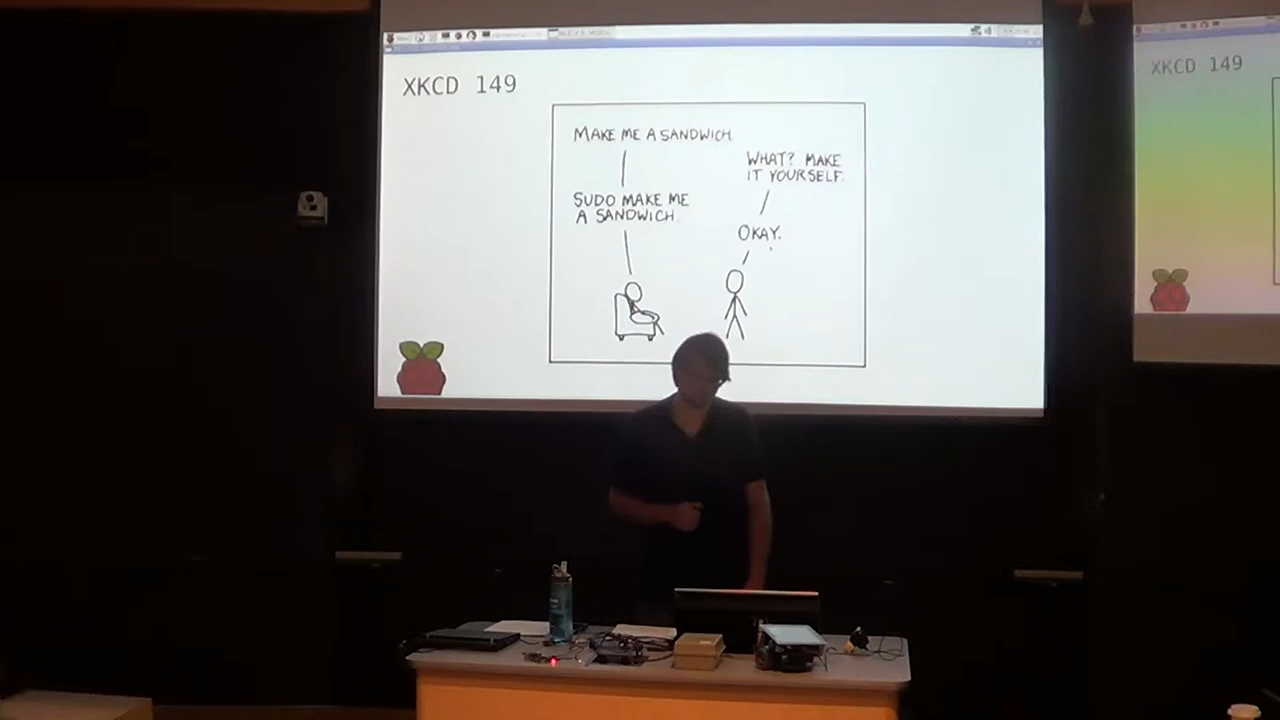 XKCD 149
MAKE ME A SANDWICH.
WHAT? MAKE
IT YOURSELF.
SUDO MAKE ME
A SANDWICH.
OKAY.
XKCD 149